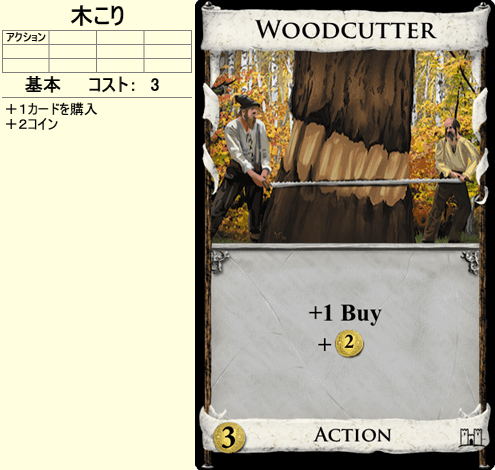 木こり
アクション
基本 コスト: 3
＋1カードを購入
＋2コイン
WOODCUTTER
+1 Buy
+ 2
3 ACTION